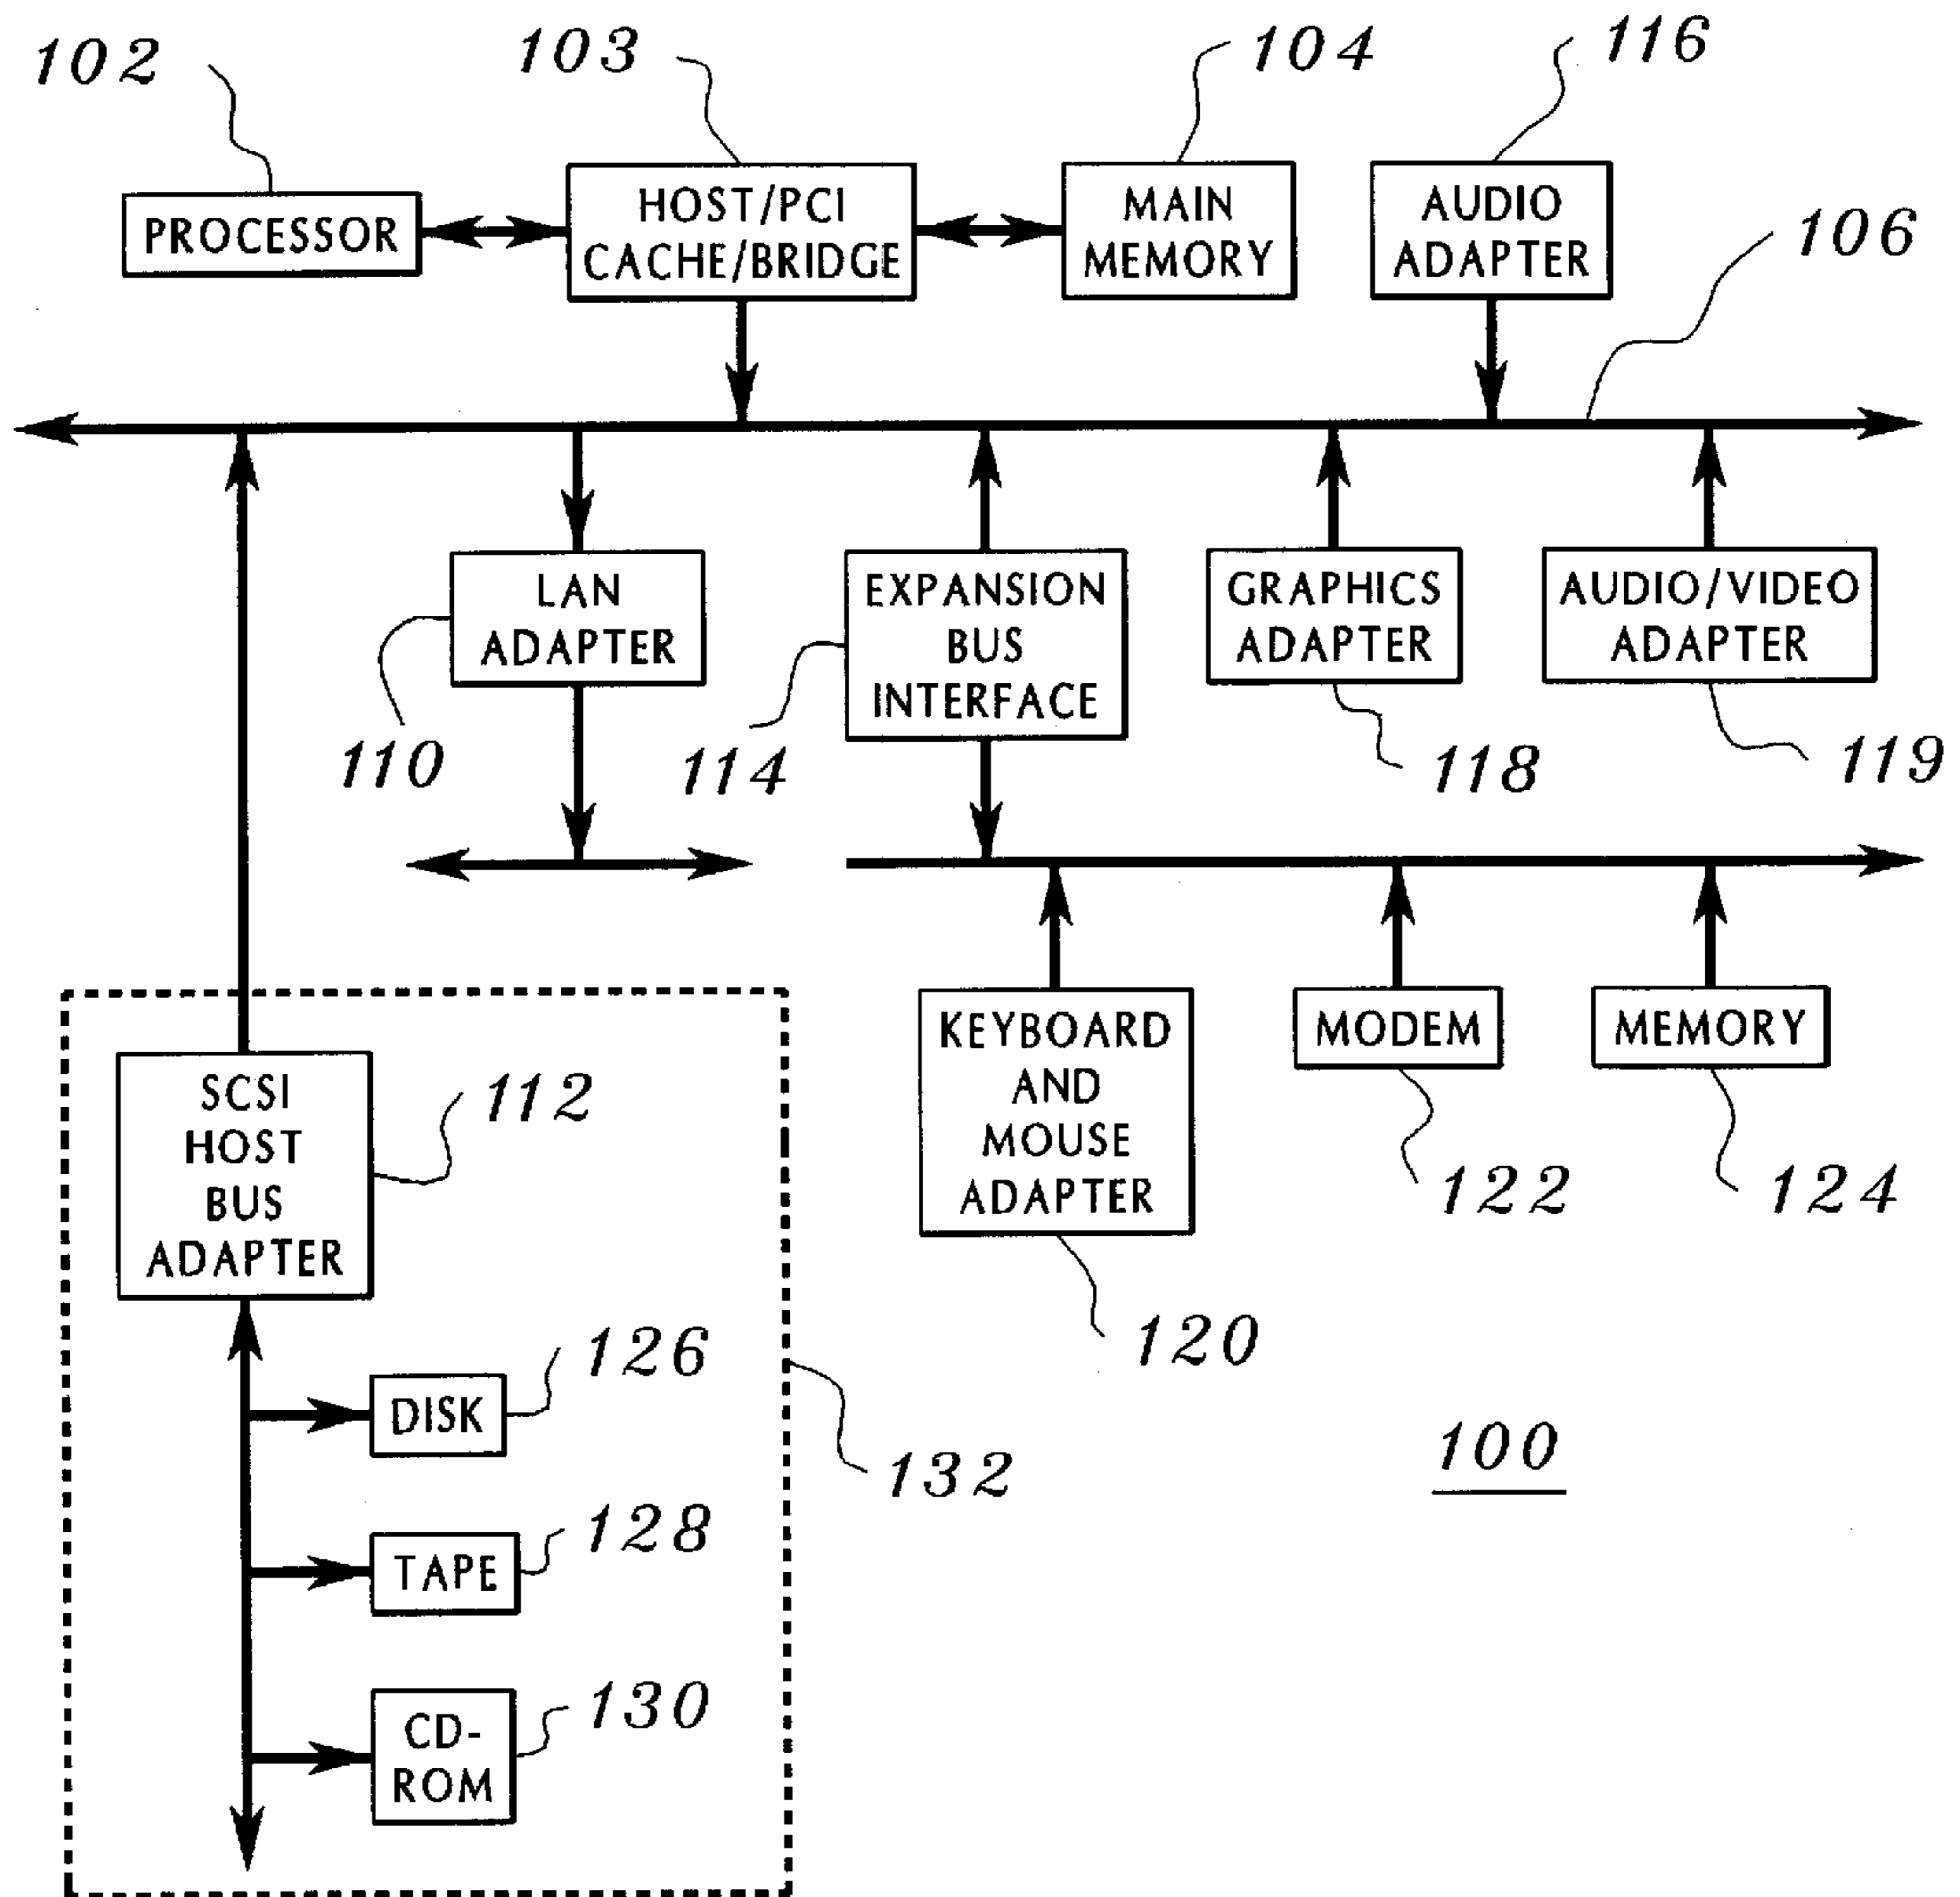 102
103
104
116
PROCESSOR
HOST/PCI
CACHE/BRIDGE
MAIN
MEMORY
AUDIO
ADAPTER
106
LAN
ADAPTER
EXPANSION
BUS
INTERFACE
GRAPHICS
ADAPTER
AUDIO/VIDEO
ADAPTER
110
114
118
119
KEYBOARD
AND
MOUSE
ADAPTER
MODEM
MEMORY
122
124
120
SCSI
HOST
BUS
ADAPTER
112
DISK
126
132
100
TAPE
128
CD-
ROM
130